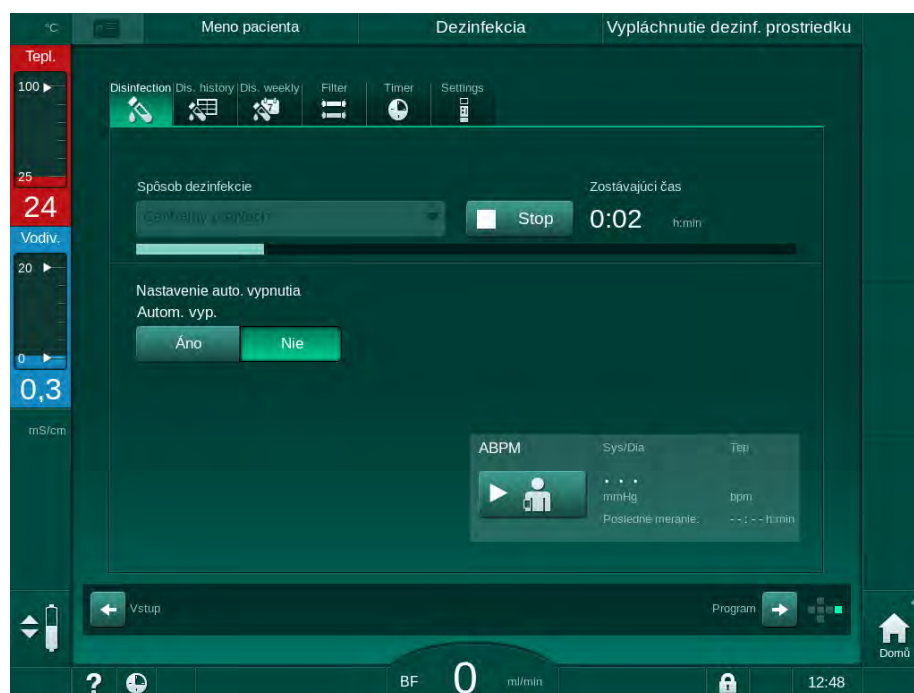 °C Meno pacienta Dezinfekcia Vypláchnutie dezinf. prostriedku
Tepl.
100
25
24
Vodiv.
20
0
0,3
mS/cm
Disinfection Dis. history Dis. weekly Filter Timer Settings
Spôsob dezinfekcie
Stop
Zostávajúci čas
0:02 h:min
Nastavenie auto. vypnutia
Autom. vyp.
Áno Nie
ABPM Sys/Dia Tep
. . .
mmHg bpm
Posledné meranie: --:-- h:min
Vstup Program
Domů
? BF 0 ml/min 12:48